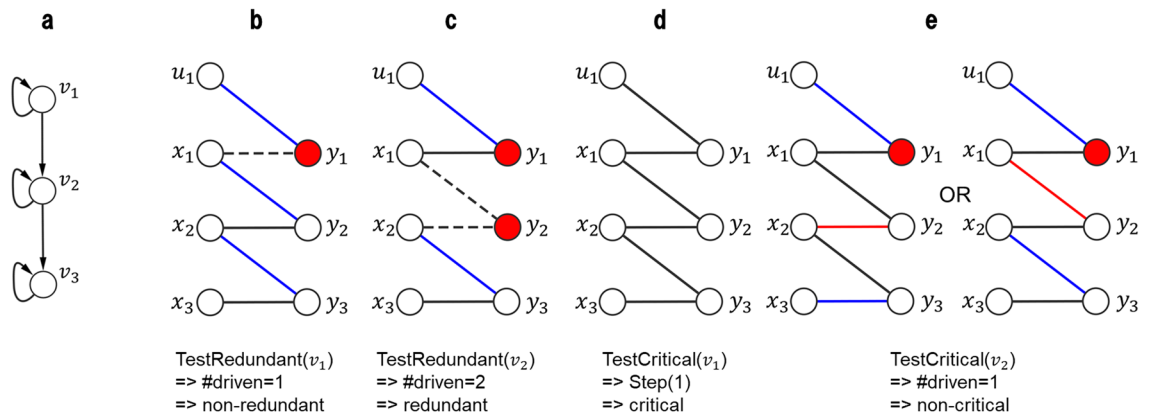 a
b
c
d
e
v₁
v₂
v₃
u₁
x₁
y₁
x₂
y₂
x₃
y₃
u₁
x₁
y₁
x₂
y₂
x₃
y₃
u₁
x₁
y₁
x₂
y₂
x₃
y₃
u₁
x₁
y₁
x₂
y₂
x₃
y₃
OR
u₁
x₁
y₁
x₂
y₂
x₃
y₃
TestRedundant(v₁)
=> #driven=1
=> non-redundant
TestRedundant(v₂)
=> #driven=2
=> redundant
TestCritical(v₁)
=> Step(1)
=> critical
TestCritical(v₂)
=> #driven=1
=> non-critical